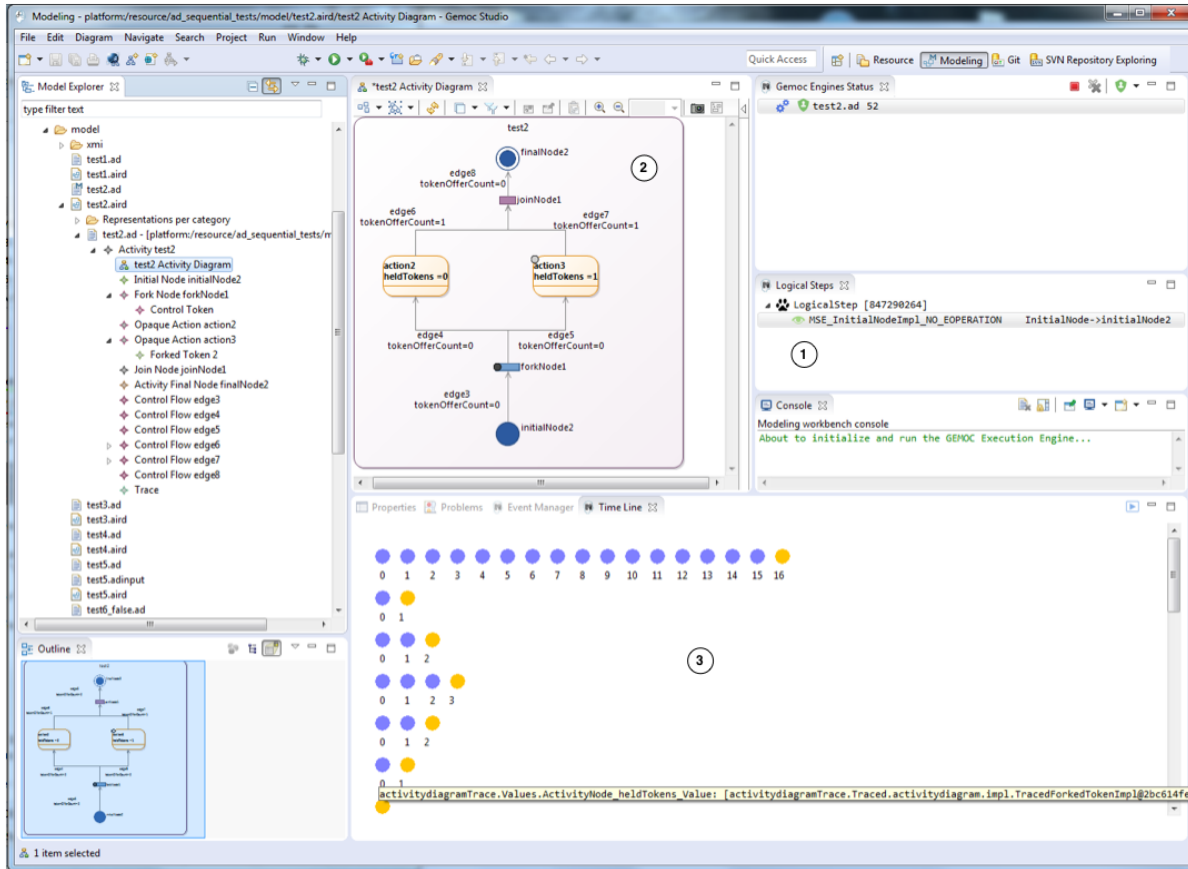 Modeling - platform:/resource/ad_sequential_tests/model/test2.aird/test2 Activity Diagram - Gemoc Studio
File Edit Diagram Navigate Search Project Run Window Help
Quick Access Resource Modeling Git SVN Repository Exploring
Model Explorer
type filter text
model
xmi
test1.ad
test1.aird
test2.ad
test2.aird
Representations per category
test2.ad - [platform:/resource/ad_sequential_tests/m
Activity test2
test2 Activity Diagram
Initial Node initialNode2
Fork Node forkNode1
Control Token
Opaque Action action2
Opaque Action action3
Forked Token 2
Join Node joinNode1
Activity Final Node finalNode2
Control Flow edge3
Control Flow edge4
Control Flow edge5
Control Flow edge6
Control Flow edge7
Control Flow edge8
Trace
test3.ad
test3.aird
test4.ad
test4.aird
test5.ad
test5.adinput
test5.aird
test6_false.ad
*test2 Activity Diagram
test2
finalNode2
2
edge8
tokenOfferCount=0
joinNode1
edge6
tokenOfferCount=1
edge7
tokenOfferCount=1
action2
heldTokens =0
action3
heldTokens =1
edge4
tokenOfferCount=0
edge5
tokenOfferCount=0
forkNode1
edge3
tokenOfferCount=0
initialNode2
Gemoc Engines Status
test2.ad 52
Logical Steps
LogicalStep [847290264]
MSE_InitialNodeImpl_NO_EOPERATION InitialNode->initialNode2
1
Console
Modeling workbench console
About to initialize and run the GEMOC Execution Engine...
Properties Problems Event Manager Time Line
0 1 2 3 4 5 6 7 8 9 10 11 12 13 14 15 16
0 1
0 1 2
3
0 1 2 3
0 1 2
0 1
activitydiagramTrace.Values.ActivityNode_heldTokens_Value: [activitydiagramTrace.Traced.activitydiagram.impl.TracedForkedTokenImpl@2bc614fe
Outline
test2
1 item selected